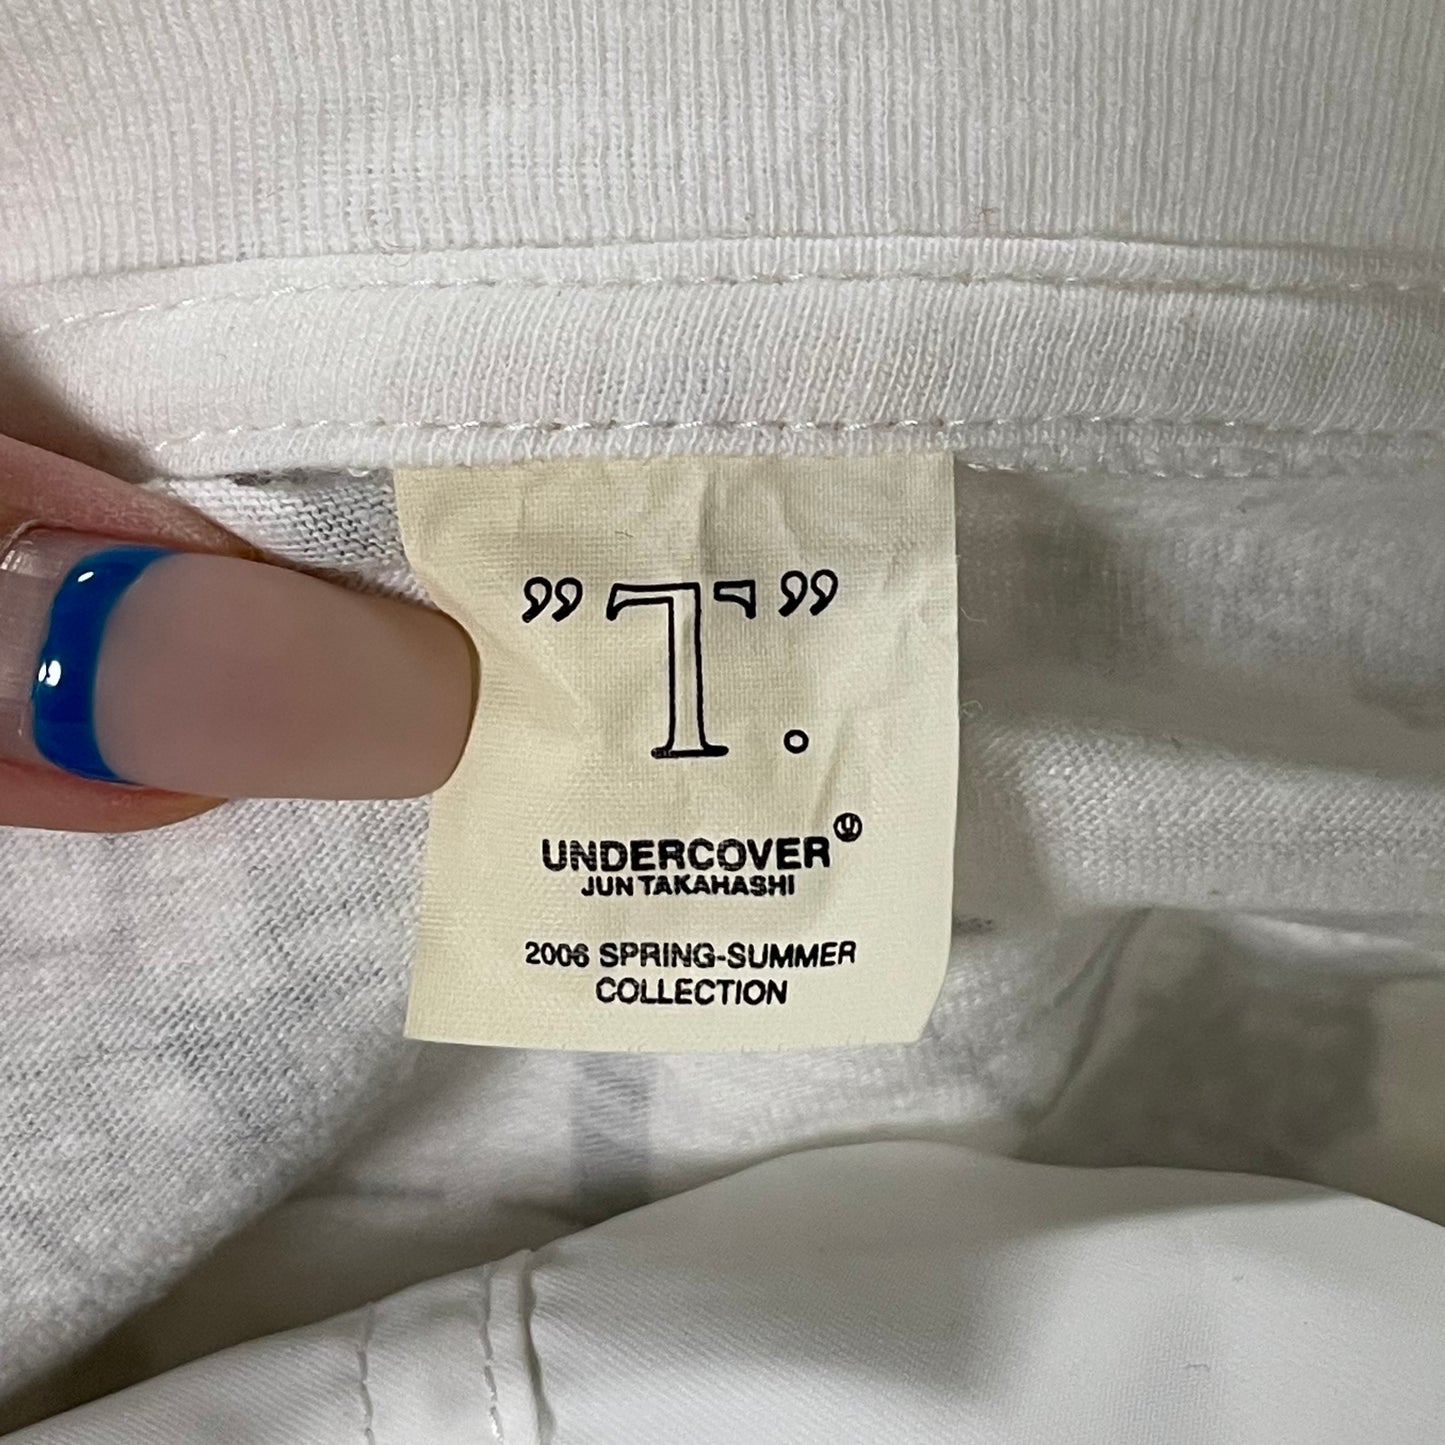 ”T.”
UNDERCOVER
JUN TAKAHASHI
2006 SPRING-SUMMER
COLLECTION